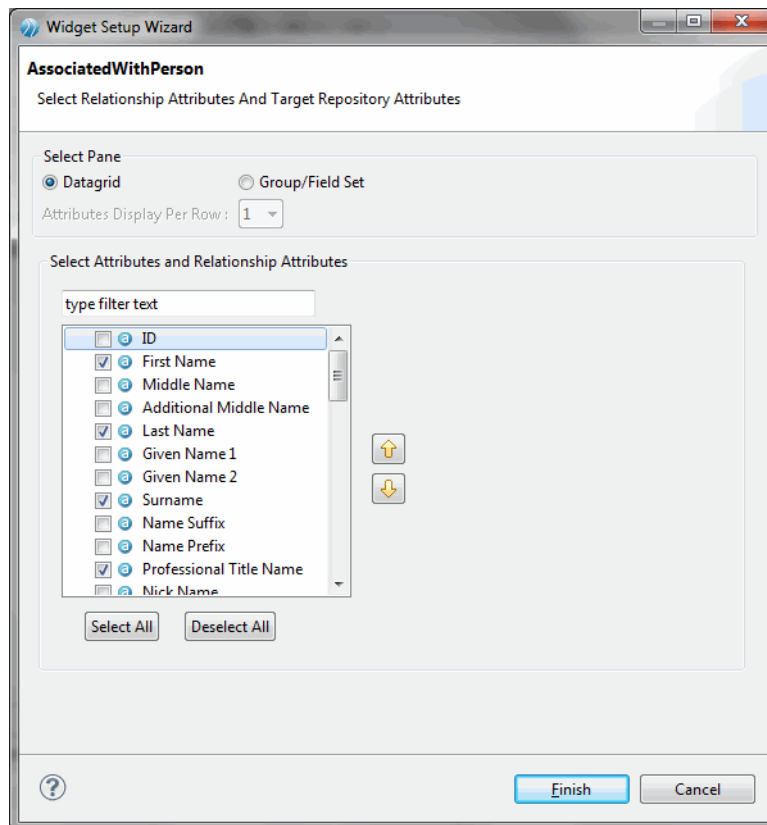 Widget Setup Wizard
AssociatedWithPerson
Select Relationship Attributes And Target Repository Attributes
Select Pane
Datagrid
Group/Field Set
Attributes Display Per Row :
1
Select Attributes and Relationship Attributes
type filter text
ID
First Name
Middle Name
Additional Middle Name
Last Name
Given Name 1
Given Name 2
Surname
Name Suffix
Name Prefix
Professional Title Name
Nick Name
Select All
Deselect All
Finish
Cancel